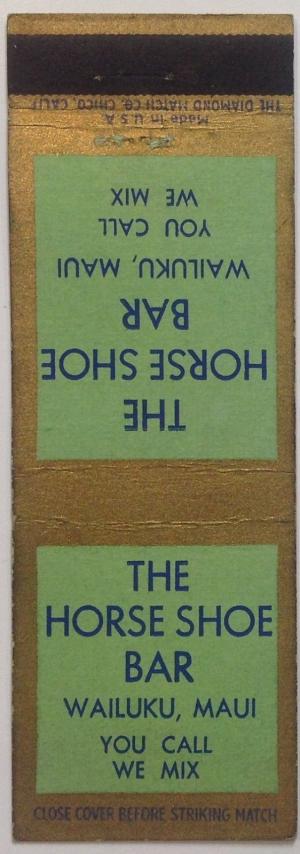 Made in U S A
THE DIAMOND MATCH CO. CHICO, CALIF
THE
HORSE SHOE
BAR
WAILUKU, MAUI
YOU CALL
WE MIX
THE
HORSE SHOE
BAR
WAILUKU, MAUI
YOU CALL
WE MIX
CLOSE COVER BEFORE STRIKING MATCH